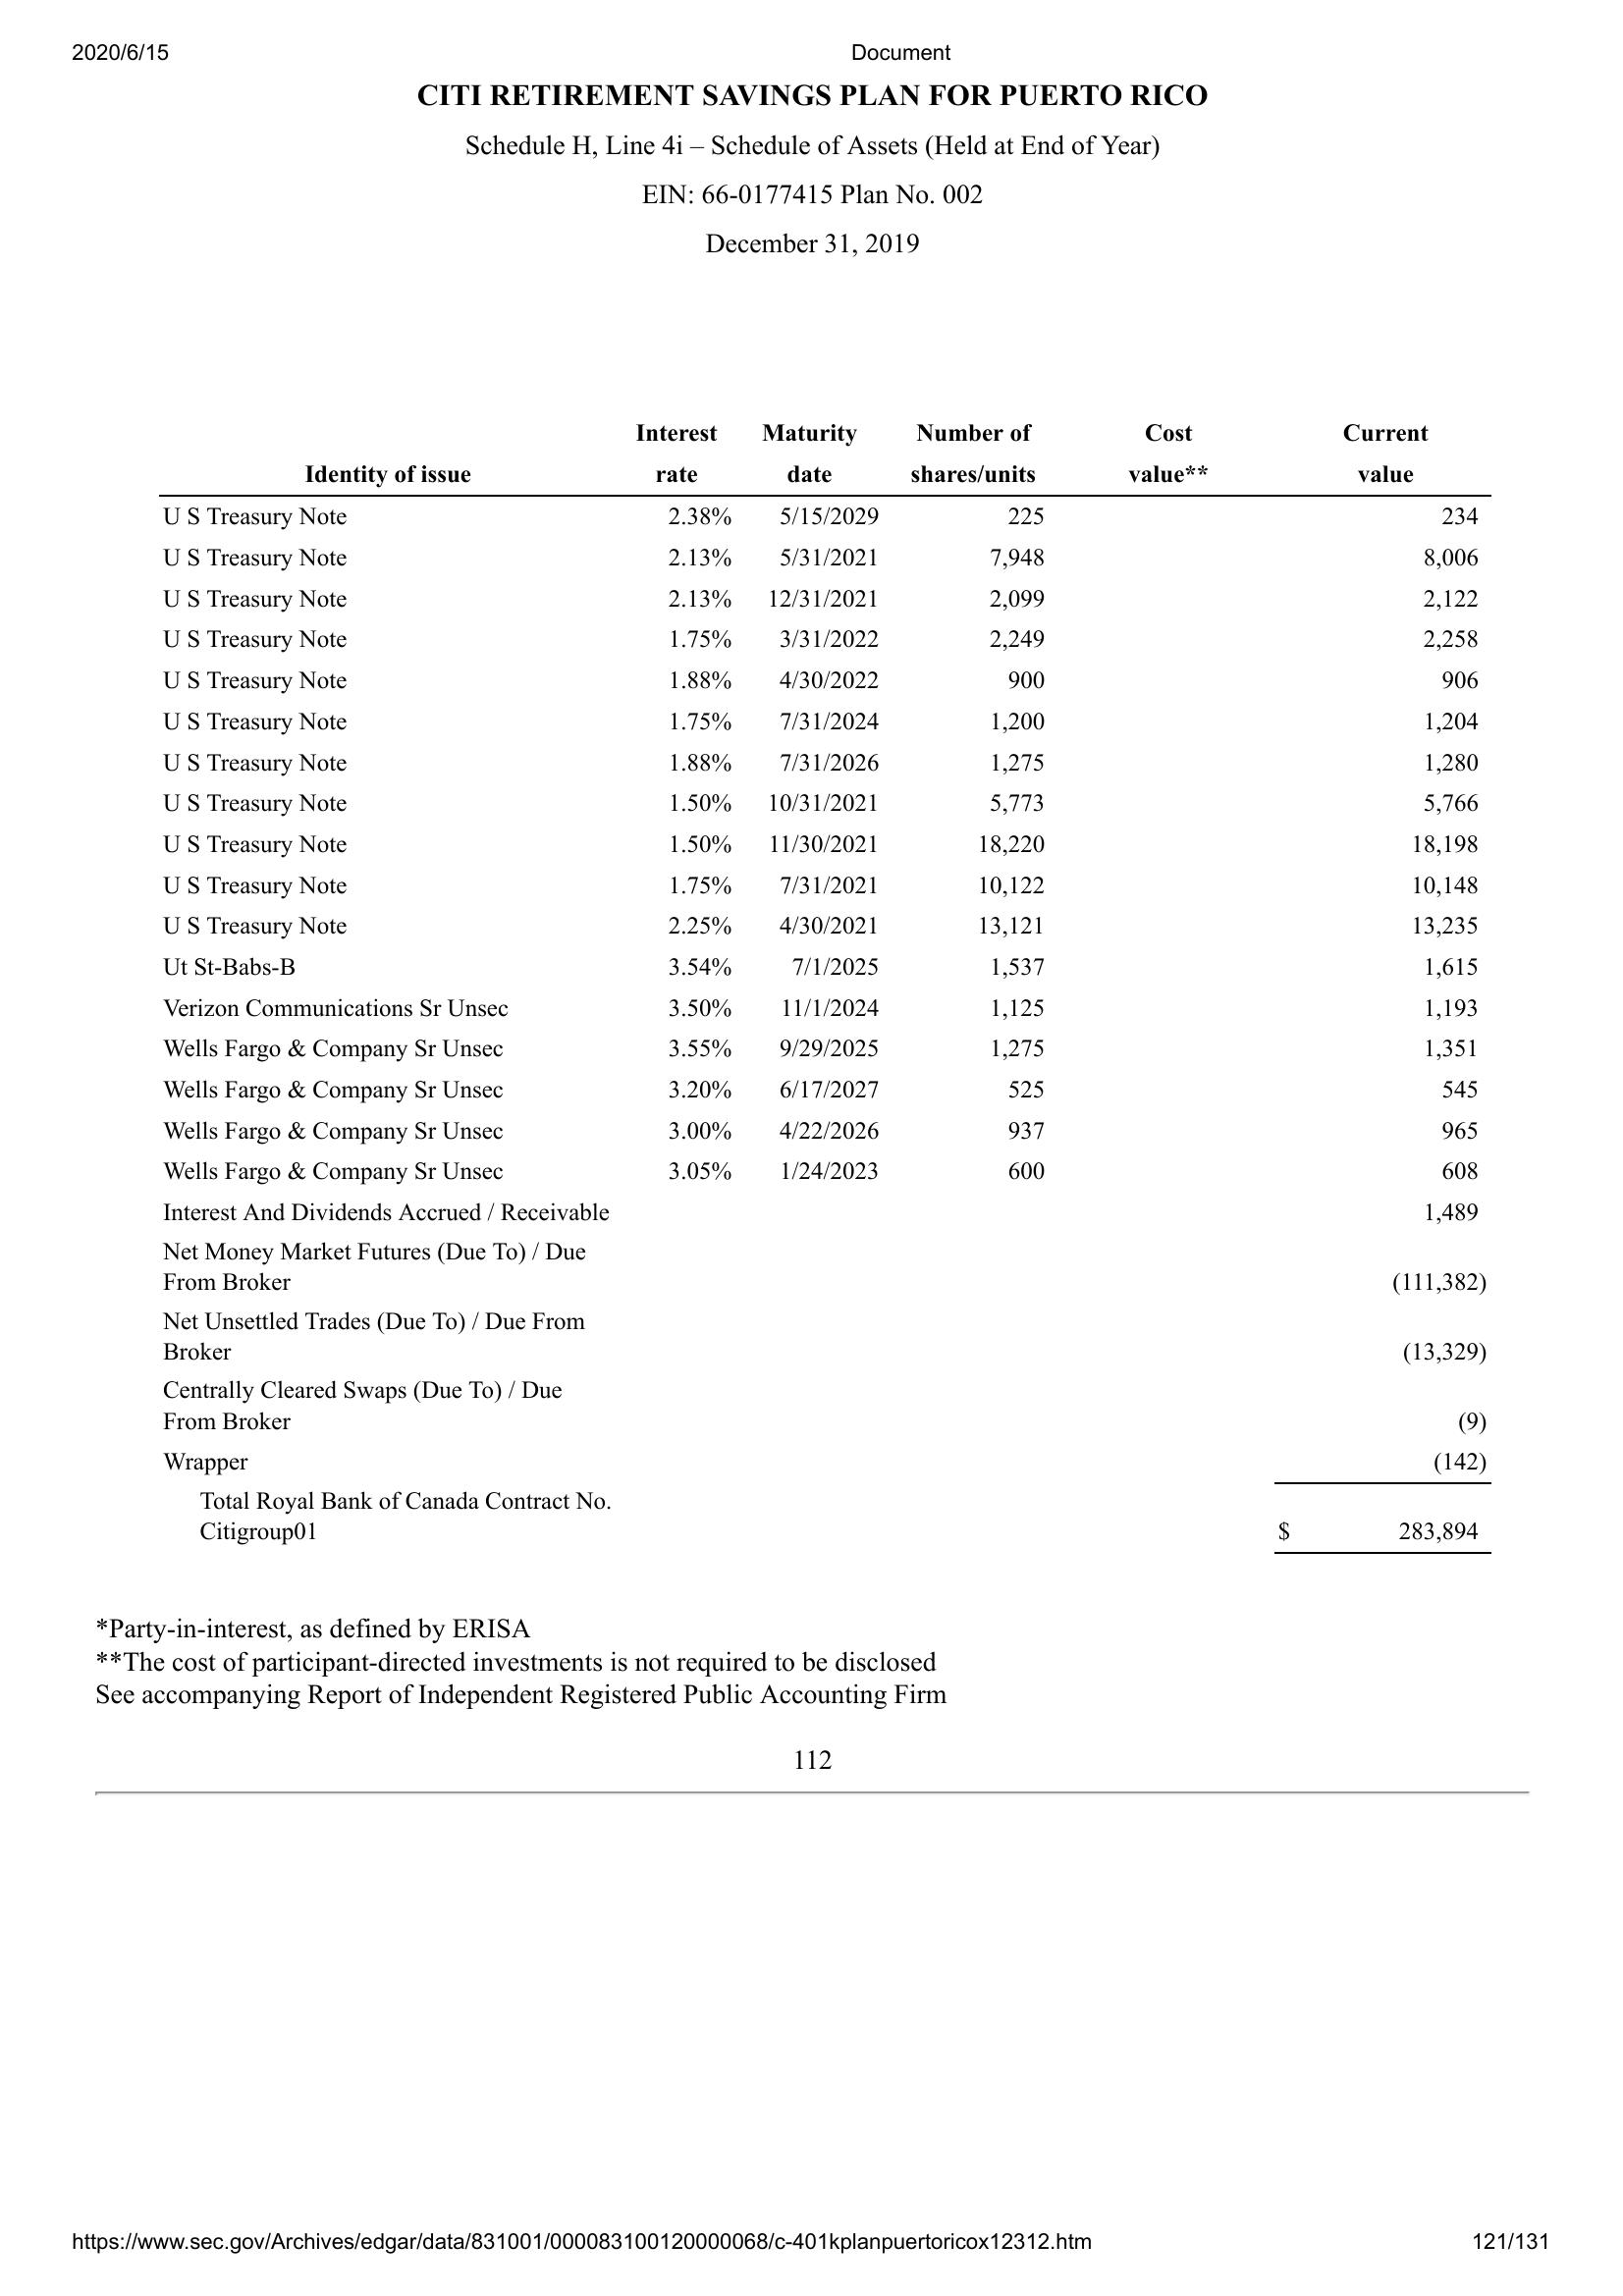 2020/6/15 Document
CITI RETIREMENT SAVINGS PLAN FOR PUERTO RICO
Schedule H, Line 4i – Schedule of Assets (Held at End of Year)
EIN: 66-0177415 Plan No. 002
December 31, 2019
Interest Maturity Number of Cost Current
Identity of issue rate date shares/units value** value
U S Treasury Note 2.38% 5/15/2029 225 234
U S Treasury Note 2.13% 5/31/2021 7,948 8,006
U S Treasury Note 2.13% 12/31/2021 2,099 2,122
U S Treasury Note 1.75% 3/31/2022 2,249 2,258
U S Treasury Note 1.88% 4/30/2022 900 906
U S Treasury Note 1.75% 7/31/2024 1,200 1,204
U S Treasury Note 1.88% 7/31/2026 1,275 1,280
U S Treasury Note 1.50% 10/31/2021 5,773 5,766
U S Treasury Note 1.50% 11/30/2021 18,220 18,198
U S Treasury Note 1.75% 7/31/2021 10,122 10,148
U S Treasury Note 2.25% 4/30/2021 13,121 13,235
Ut St-Babs-B 3.54% 7/1/2025 1,537 1,615
Verizon Communications Sr Unsec 3.50% 11/1/2024 1,125 1,193
Wells Fargo & Company Sr Unsec 3.55% 9/29/2025 1,275 1,351
Wells Fargo & Company Sr Unsec 3.20% 6/17/2027 525 545
Wells Fargo & Company Sr Unsec 3.00% 4/22/2026 937 965
Wells Fargo & Company Sr Unsec 3.05% 1/24/2023 600 608
Interest And Dividends Accrued / Receivable 1,489
Net Money Market Futures (Due To) / Due
From Broker (111,382)
Net Unsettled Trades (Due To) / Due From
Broker (13,329)
Centrally Cleared Swaps (Due To) / Due
From Broker (9)
Wrapper (142)
Total Royal Bank of Canada Contract No.
Citigroup01 $ 283,894
*Party-in-interest, as defined by ERISA
**The cost of participant-directed investments is not required to be disclosed
See accompanying Report of Independent Registered Public Accounting Firm
112
https://www.sec.gov/Archives/edgar/data/831001/000083100120000068/c-401kplanpuertoricox12312.htm 121/131